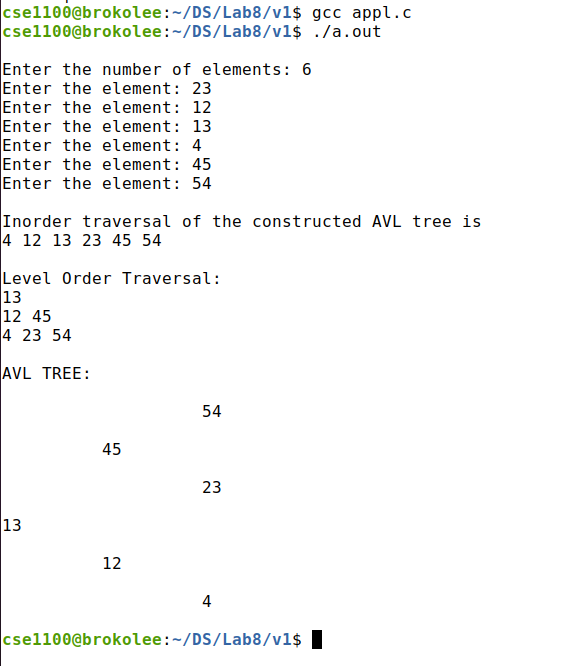 cse1100@brokolee:~/DS/Lab8/v1$ gcc appl.c
cse1100@brokolee:~/DS/Lab8/v1$ ./a.out
Enter the number of elements: 6
Enter the element: 23
Enter the element: 12
Enter the element: 13
Enter the element: 4
Enter the element: 45
Enter the element: 54
Inorder traversal of the constructed AVL tree is
4 12 13 23 45 54
Level Order Traversal:
13
12 45
4 23 54
AVL TREE:
54
45
23
13
12
4
cse1100@brokolee:~/DS/Lab8/v1$